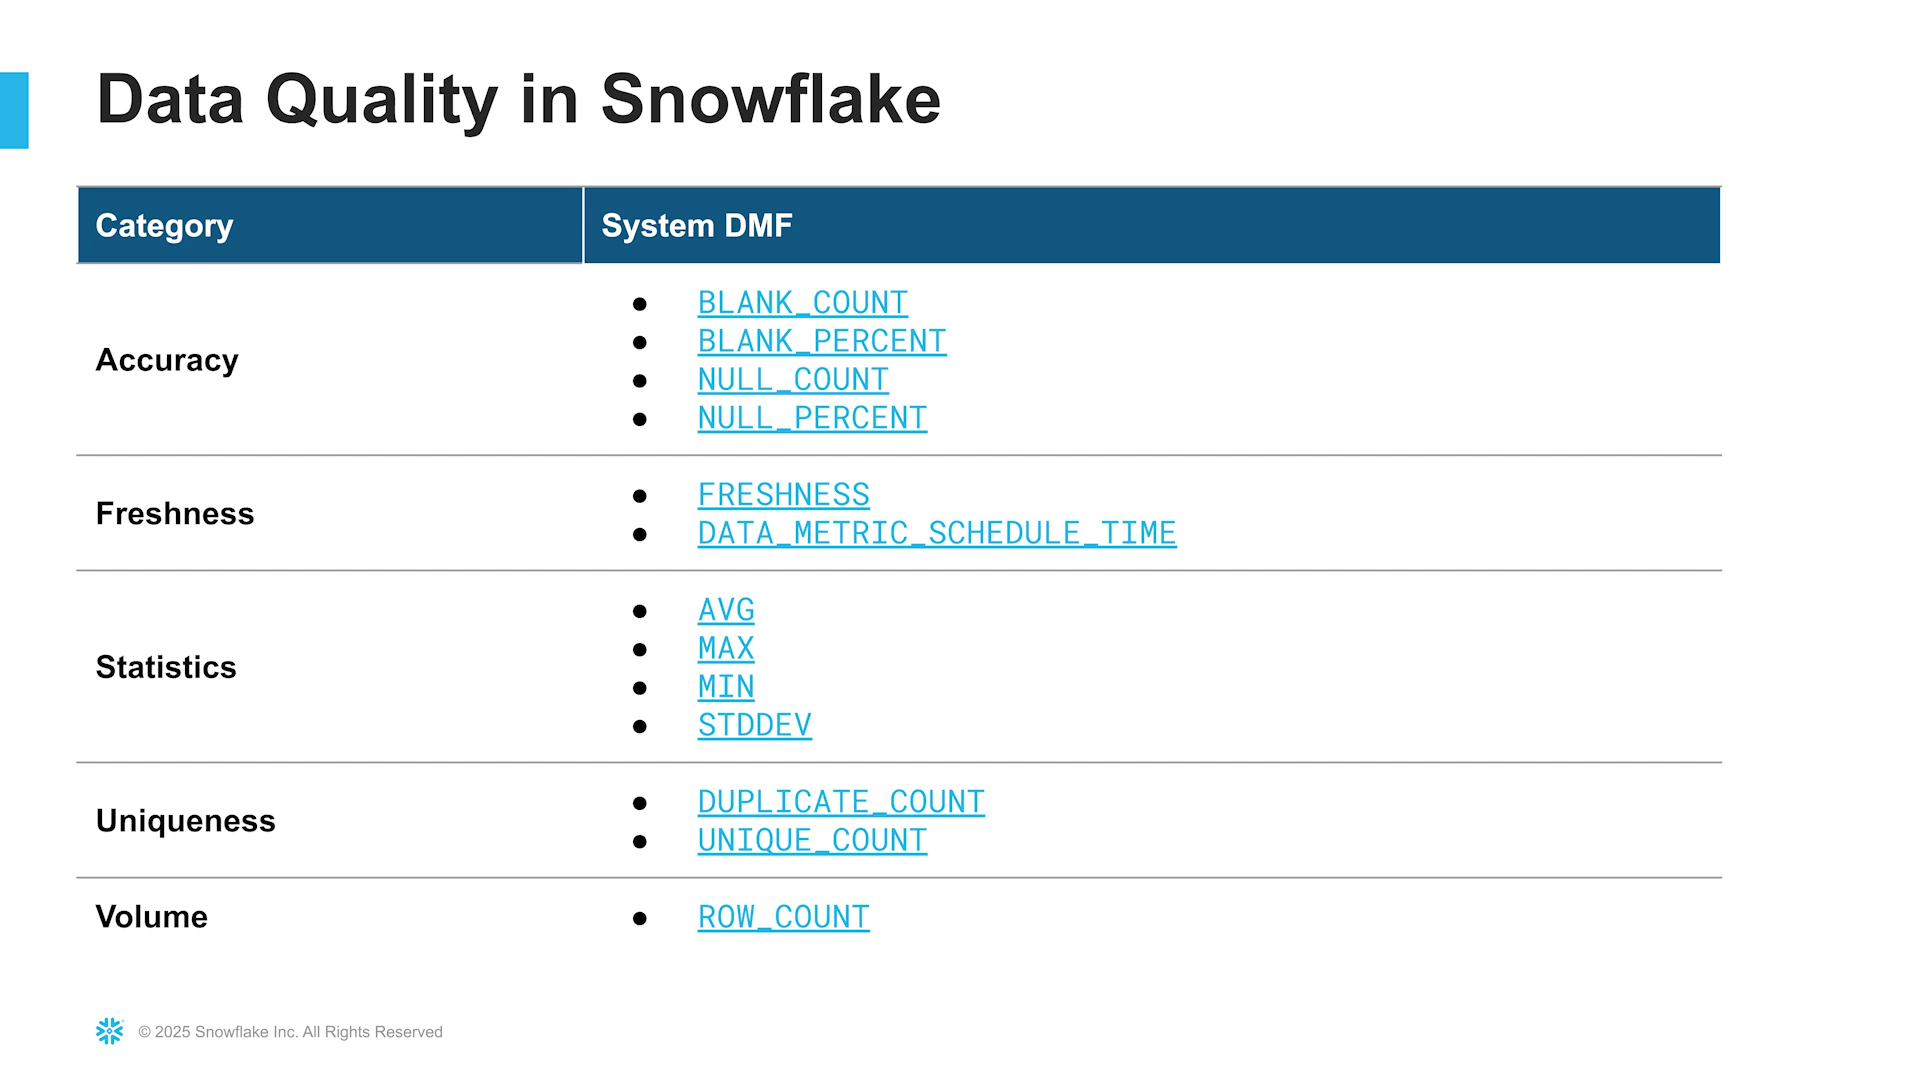 Data Quality in Snowflake
Category
System DMF
Accuracy
● BLANK_COUNT
● BLANK_PERCENT
● NULL_COUNT
● NULL_PERCENT
Freshness
● FRESHNESS
● DATA_METRIC_SCHEDULE_TIME
Statistics
● AVG
● MAX
● MIN
● STDDEV
Uniqueness
● DUPLICATE_COUNT
● UNIQUE_COUNT
Volume
● ROW_COUNT
© 2025 Snowflake Inc. All Rights Reserved